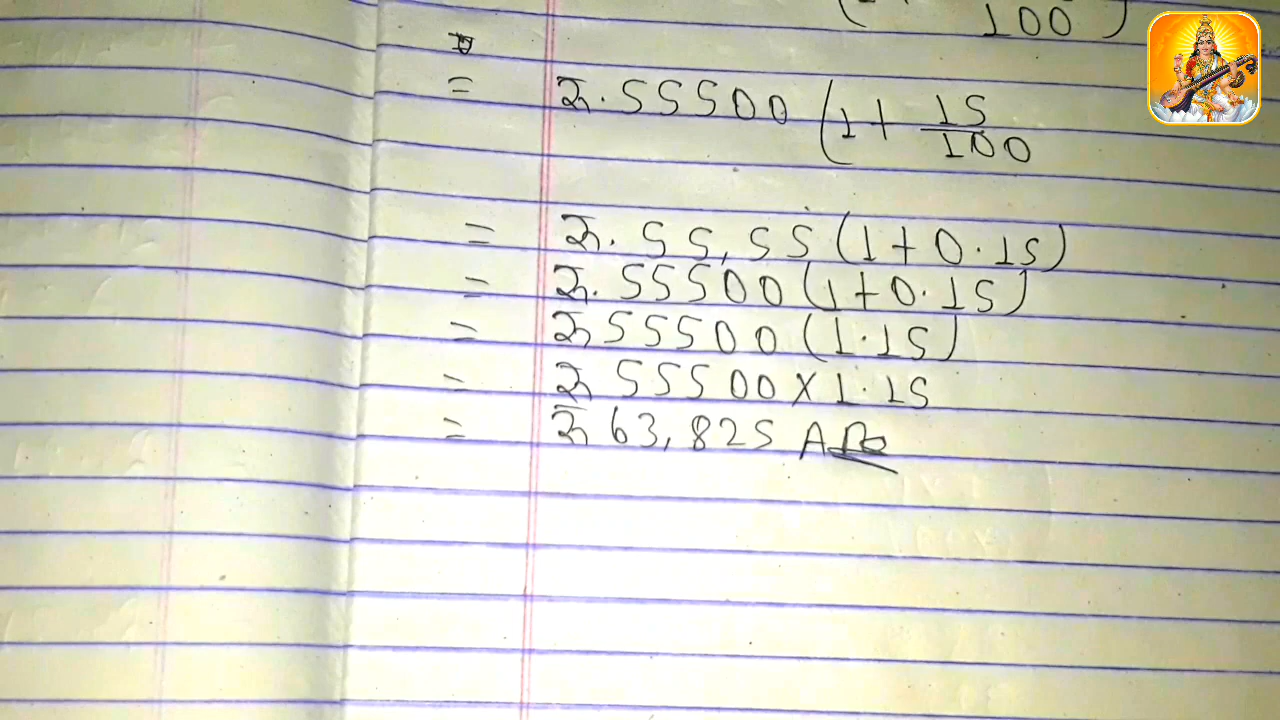 100)
= रू.55500 (1+ 15/100
= रू.55,55 (1+0.15)
= रू.55500 (1+0.15)
= रू55500 (1.15)
= रू 55500 X 1.15
= रू 63,825